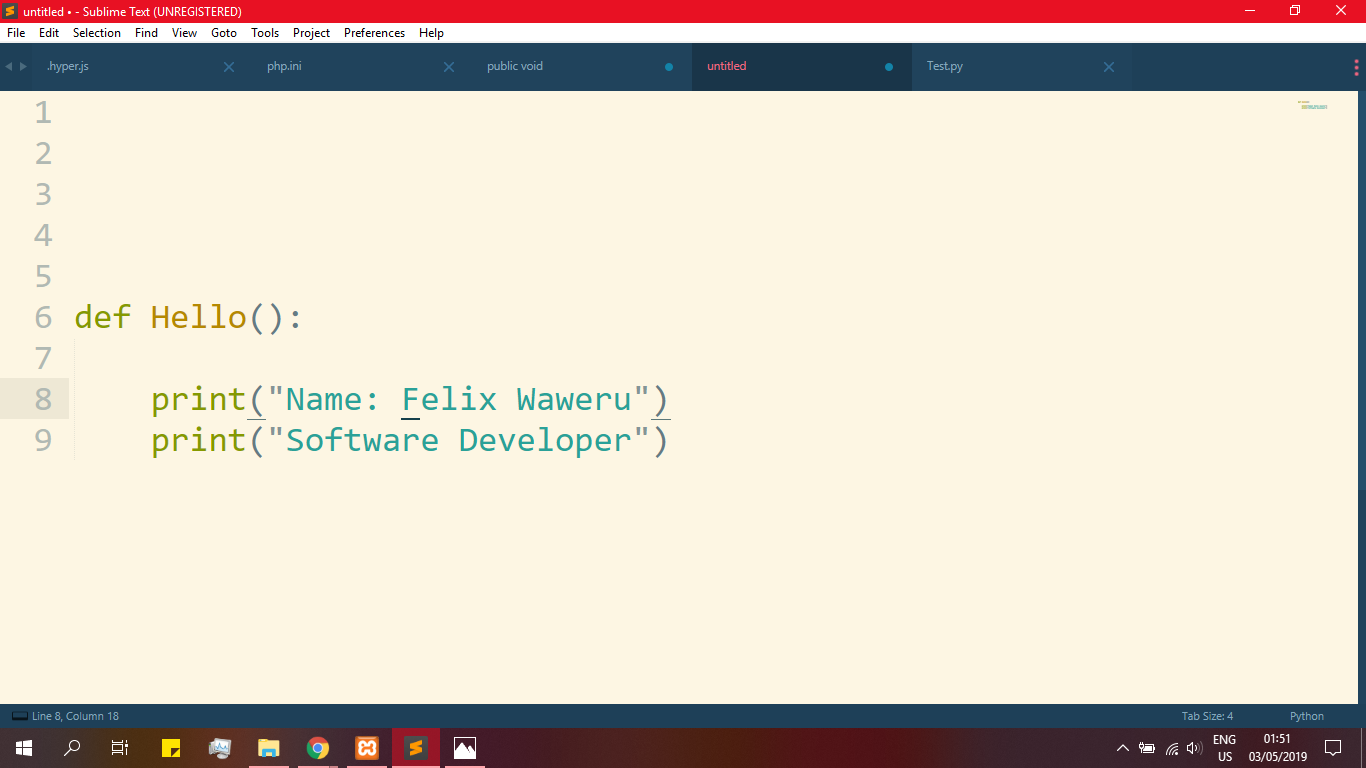 untitled • - Sublime Text (UNREGISTERED)
File Edit Selection Find View Goto Tools Project Preferences Help
.hyper.js php.ini public void untitled Test.py
1
2
3
4
5
6 def Hello():
7
8 print("Name: Felix Waweru")
9 print("Software Developer")
Line 8, Column 18 Tab Size: 4 Python
ENG 01:51
US 03/05/2019